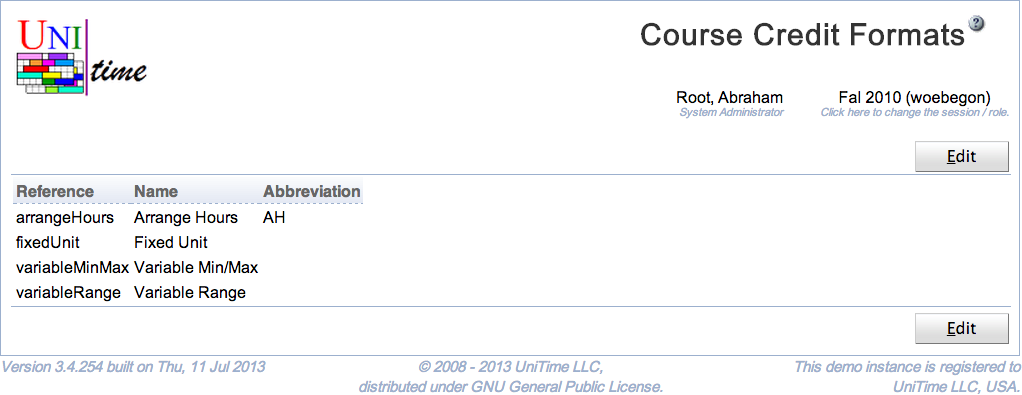 UNI
time
Course Credit Formats
?
Root, Abraham
System Administrator
Fal 2010 (woebegon)
Click here to change the session / role.
Edit
Reference Name Abbreviation
arrangeHours Arrange Hours AH
fixedUnit Fixed Unit
variableMinMax Variable Min/Max
variableRange Variable Range
Edit
Version 3.4.254 built on Thu, 11 Jul 2013
© 2008 - 2013 UniTime LLC,
distributed under GNU General Public License.
This demo instance is registered to
UniTime LLC, USA.